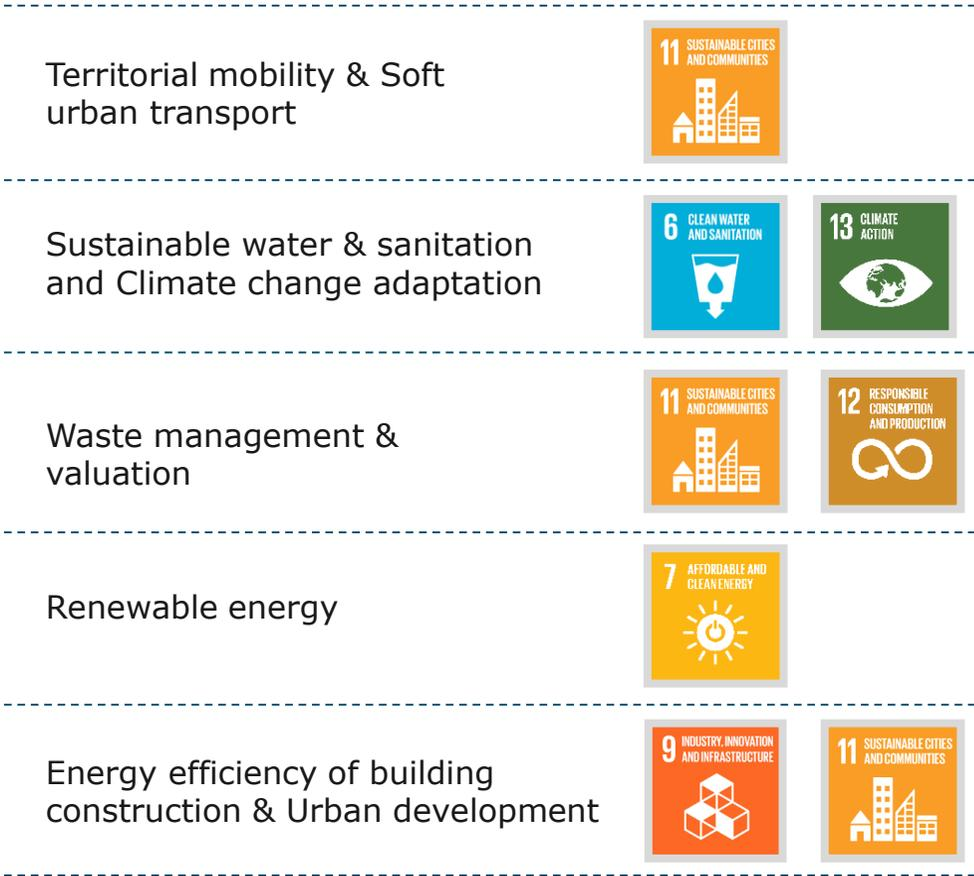 Territorial mobility & Soft
urban transport
11 SUSTAINABLE CITIES
AND COMMUNITIES
Sustainable water & sanitation
and Climate change adaptation
6 CLEAN WATER
AND SANITATION
13 CLIMATE
ACTION
Waste management &
valuation
11 SUSTAINABLE CITIES
AND COMMUNITIES
12 RESPONSIBLE
CONSUMPTION
AND PRODUCTION
Renewable energy
7 AFFORDABLE AND
CLEAN ENERGY
Energy efficiency of building
construction & Urban development
9 INDUSTRY, INNOVATION
AND INFRASTRUCTURE
11 SUSTAINABLE CITIES
AND COMMUNITIES